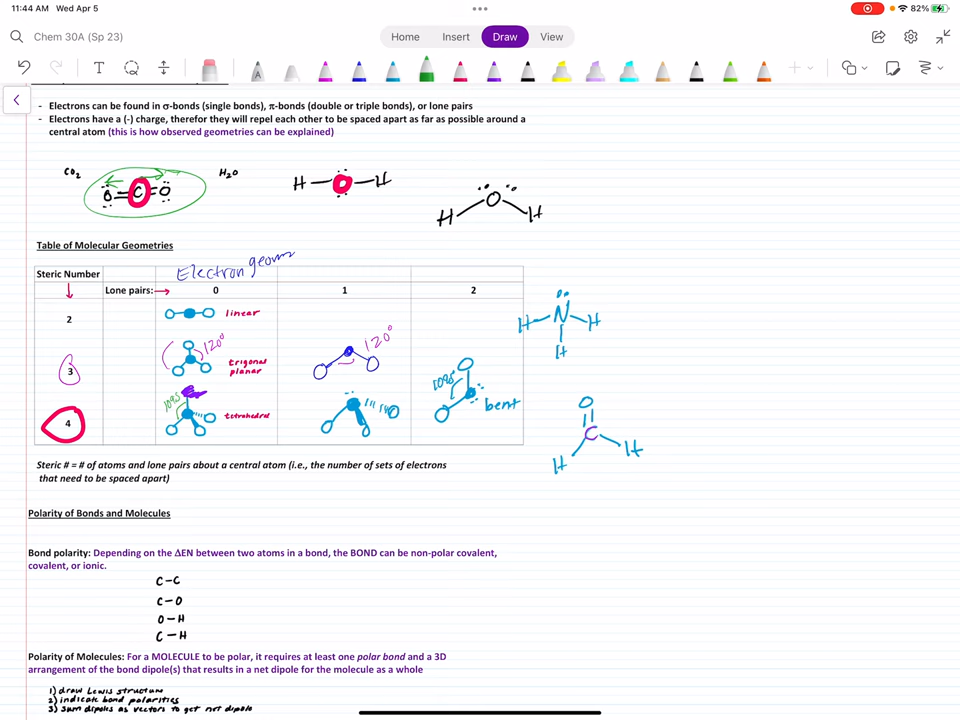 11:44 AM Wed Apr 5
82%
Chem 30A (Sp 23)
Home Insert Draw View
- Electrons can be found in σ-bonds (single bonds), π-bonds (double or triple bonds), or lone pairs
- Electrons have a (-) charge, therefor they will repel each other to be spaced apart as far as possible around a
central atom (this is how observed geometries can be explained)
CO₂
O=C=O
H₂O
H-O-H
H O H
Table of Molecular Geometries
Electron geom
Steric Number
Lone pairs: → 0 1 2
2 linear
3 120° trigonal planar 120°
4 109.5 tetrahedral 109.5 bent
H N H
H
O
C
H H
Steric # = # of atoms and lone pairs about a central atom (i.e., the number of sets of electrons
that need to be spaced apart)
Polarity of Bonds and Molecules
Bond polarity: Depending on the ΔEN between two atoms in a bond, the BOND can be non-polar covalent,
covalent, or ionic.
C-C
C-O
O-H
C-H
Polarity of Molecules: For a MOLECULE to be polar, it requires at least one polar bond and a 3D
arrangement of the bond dipole(s) that results in a net dipole for the molecule as a whole
1) draw Lewis structure
2) indicate bond polarities
3) sum dipoles as vectors to get net dipole